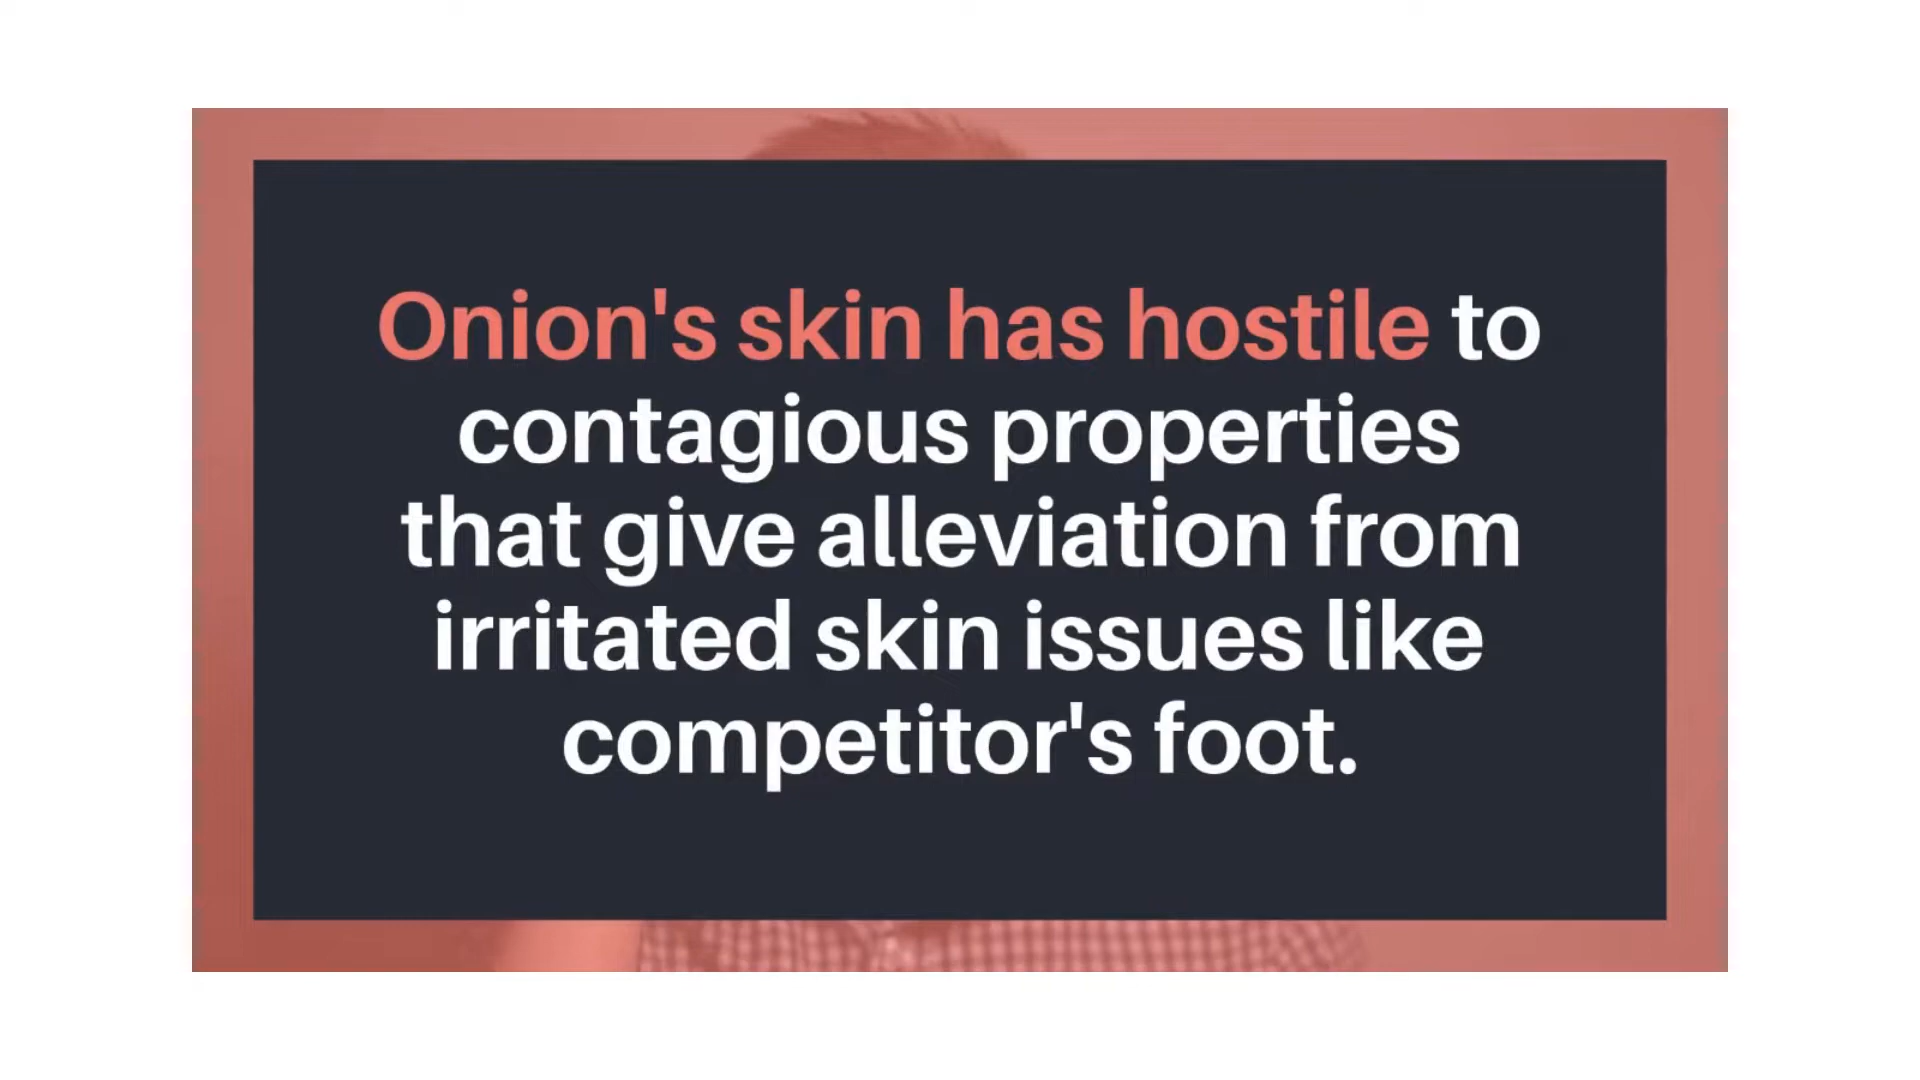 Onion's skin has hostile to
contagious properties
that give alleviation from
irritated skin issues like
competitor's foot.